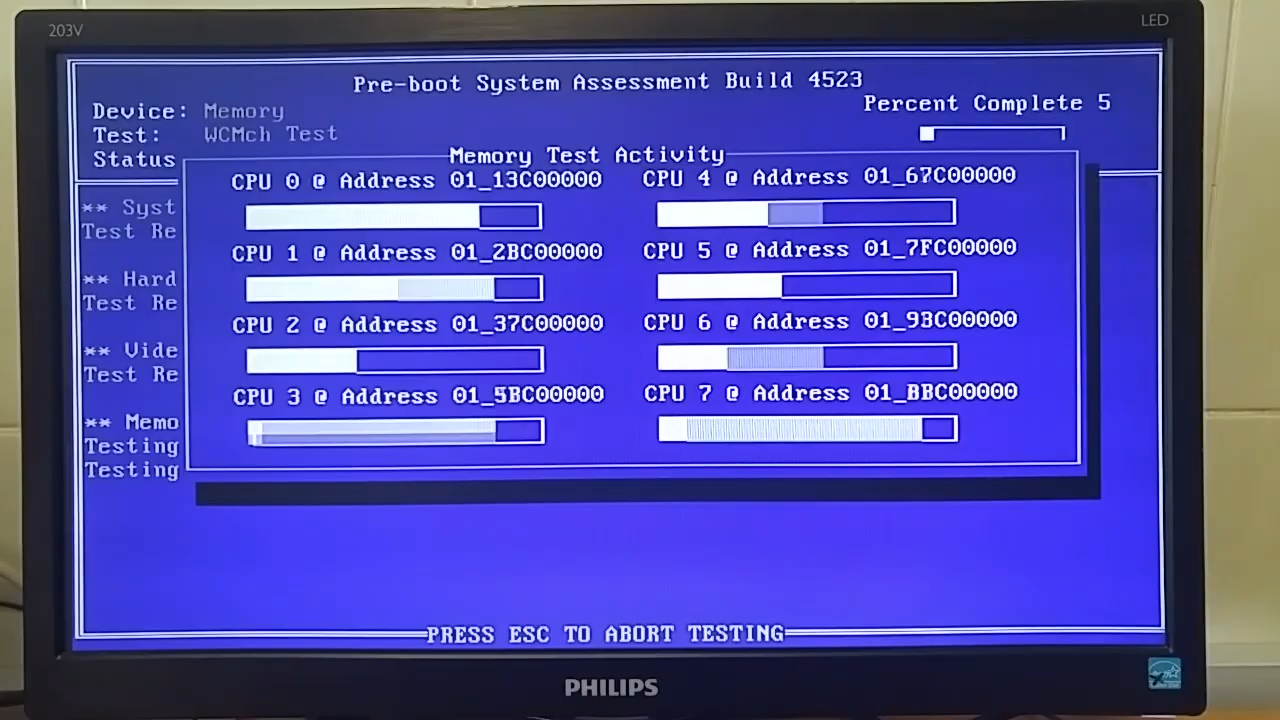 203V
LED
Pre-boot System Assessment Build 4523
Device: Memory
Percent Complete 5
Test: WCMch Test
Status
Memory Test Activity
CPU 0 @ Address 01_13C00000
CPU 4 @ Address 01_67C00000
** Syst
Test Re
CPU 1 @ Address 01_2BC00000
CPU 5 @ Address 01_7FC00000
** Hard
Test Re
CPU 2 @ Address 01_37C00000
CPU 6 @ Address 01_9BC00000
** Vide
Test Re
CPU 3 @ Address 01_5BC00000
CPU 7 @ Address 01_BBC00000
** Memo
Testing
Testing
PRESS ESC TO ABORT TESTING
PHILIPS